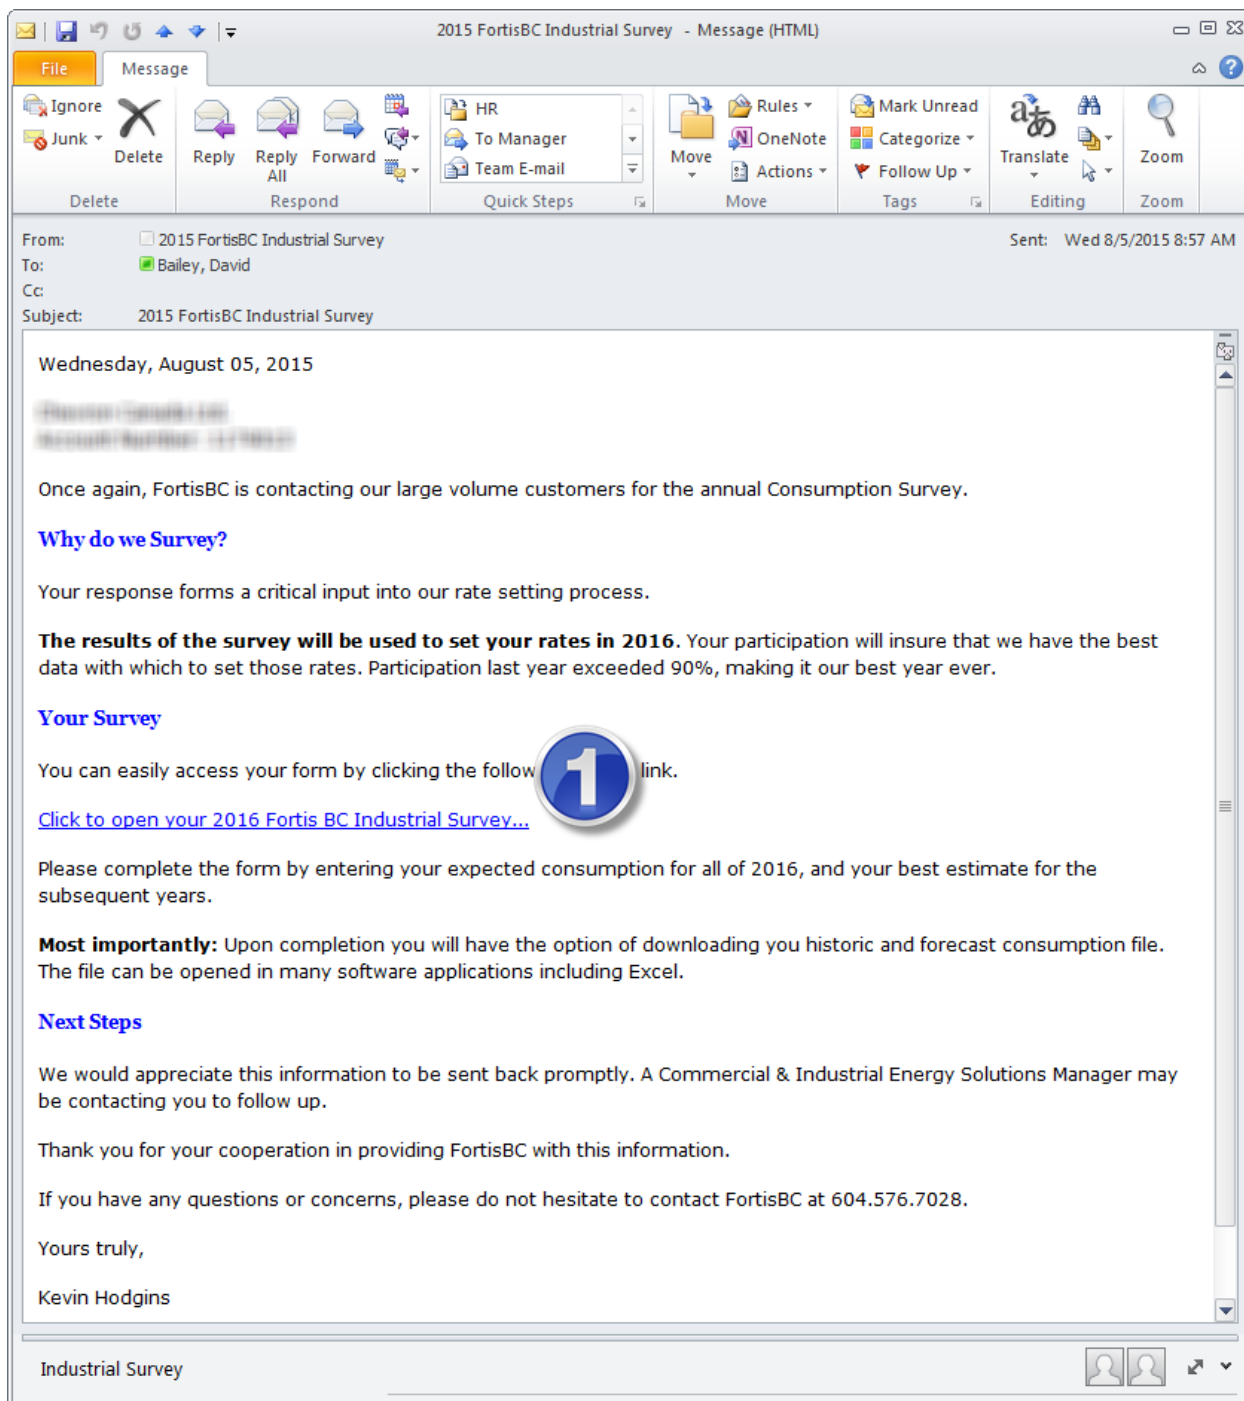 2015 FortisBC Industrial Survey - Message (HTML)
File Message
Ignore
Junk
Delete
Reply
Reply All
Forward
HR
To Manager
Team E-mail
Move
Rules
OneNote
Actions
Mark Unread
Categorize
Follow Up
Translate
Zoom
Delete Respond Quick Steps Move Tags Editing Zoom
From: 2015 FortisBC Industrial Survey Sent: Wed 8/5/2015 8:57 AM
To: Bailey, David
Cc:
Subject: 2015 FortisBC Industrial Survey
Wednesday, August 05, 2015
Once again, FortisBC is contacting our large volume customers for the annual Consumption Survey.
Why do we Survey?
Your response forms a critical input into our rate setting process.
The results of the survey will be used to set your rates in 2016. Your participation will insure that we have the best
data with which to set those rates. Participation last year exceeded 90%, making it our best year ever.
Your Survey
You can easily access your form by clicking the follow 1 link.
Click to open your 2016 Fortis BC Industrial Survey...
Please complete the form by entering your expected consumption for all of 2016, and your best estimate for the
subsequent years.
Most importantly: Upon completion you will have the option of downloading you historic and forecast consumption file.
The file can be opened in many software applications including Excel.
Next Steps
We would appreciate this information to be sent back promptly. A Commercial & Industrial Energy Solutions Manager may
be contacting you to follow up.
Thank you for your cooperation in providing FortisBC with this information.
If you have any questions or concerns, please do not hesitate to contact FortisBC at 604.576.7028.
Yours truly,
Kevin Hodgins
Industrial Survey